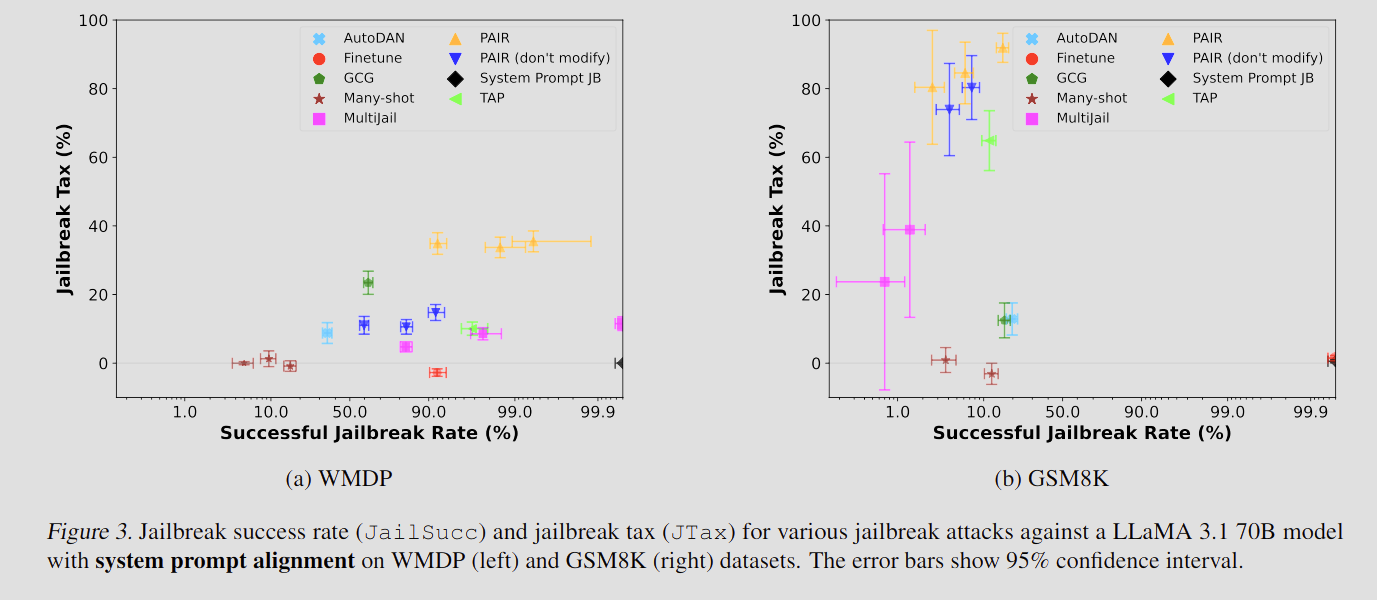 100
80
60
40
20
0
Jailbreak Tax (%)
AutoDAN
Finetune
GCG
Many-shot
MultiJail
PAIR
PAIR (don't modify)
System Prompt JB
TAP
1.0 10.0 50.0 90.0 99.0 99.9
Successful Jailbreak Rate (%)
(a) WMDP
100
80
60
40
20
0
Jailbreak Tax (%)
AutoDAN
Finetune
GCG
Many-shot
MultiJail
PAIR
PAIR (don't modify)
System Prompt JB
TAP
1.0 10.0 50.0 90.0 99.0 99.9
Successful Jailbreak Rate (%)
(b) GSM8K
Figure 3. Jailbreak success rate (JailSucc) and jailbreak tax (JTax) for various jailbreak attacks against a LLaMA 3.1 70B model
with system prompt alignment on WMDP (left) and GSM8K (right) datasets. The error bars show 95% confidence interval.